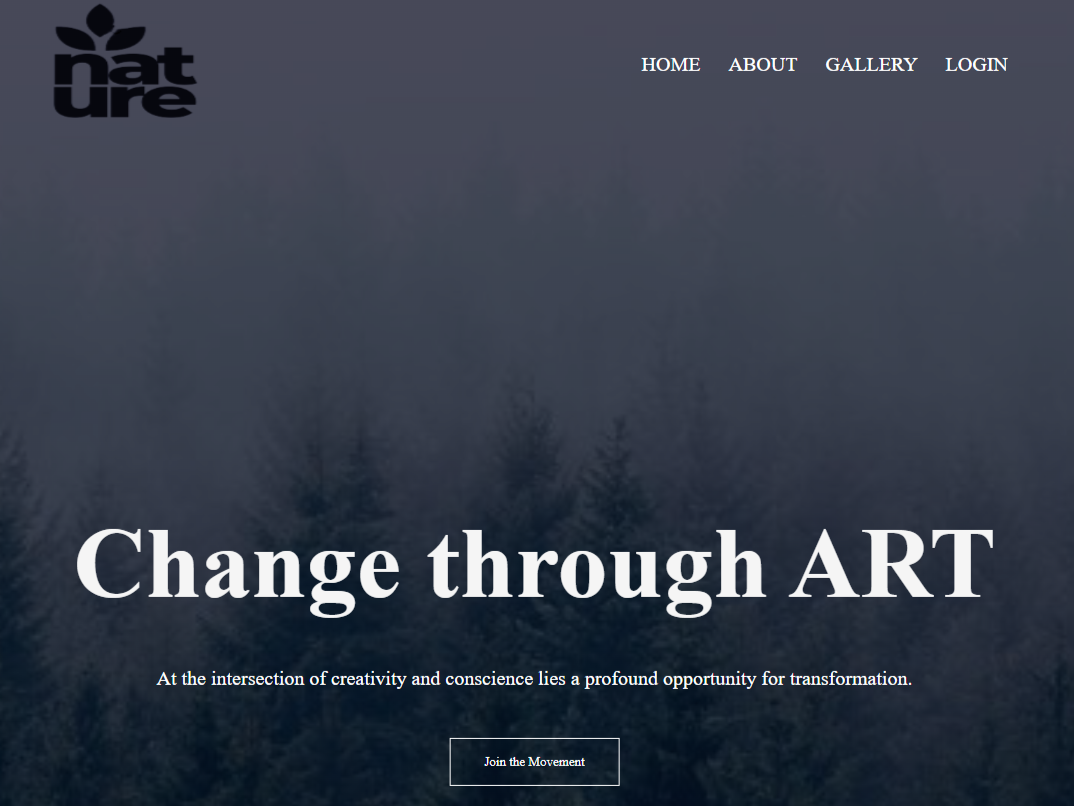 nat
ure
HOME ABOUT GALLERY LOGIN
Change through ART
At the intersection of creativity and conscience lies a profound opportunity for transformation.
Join the Movement